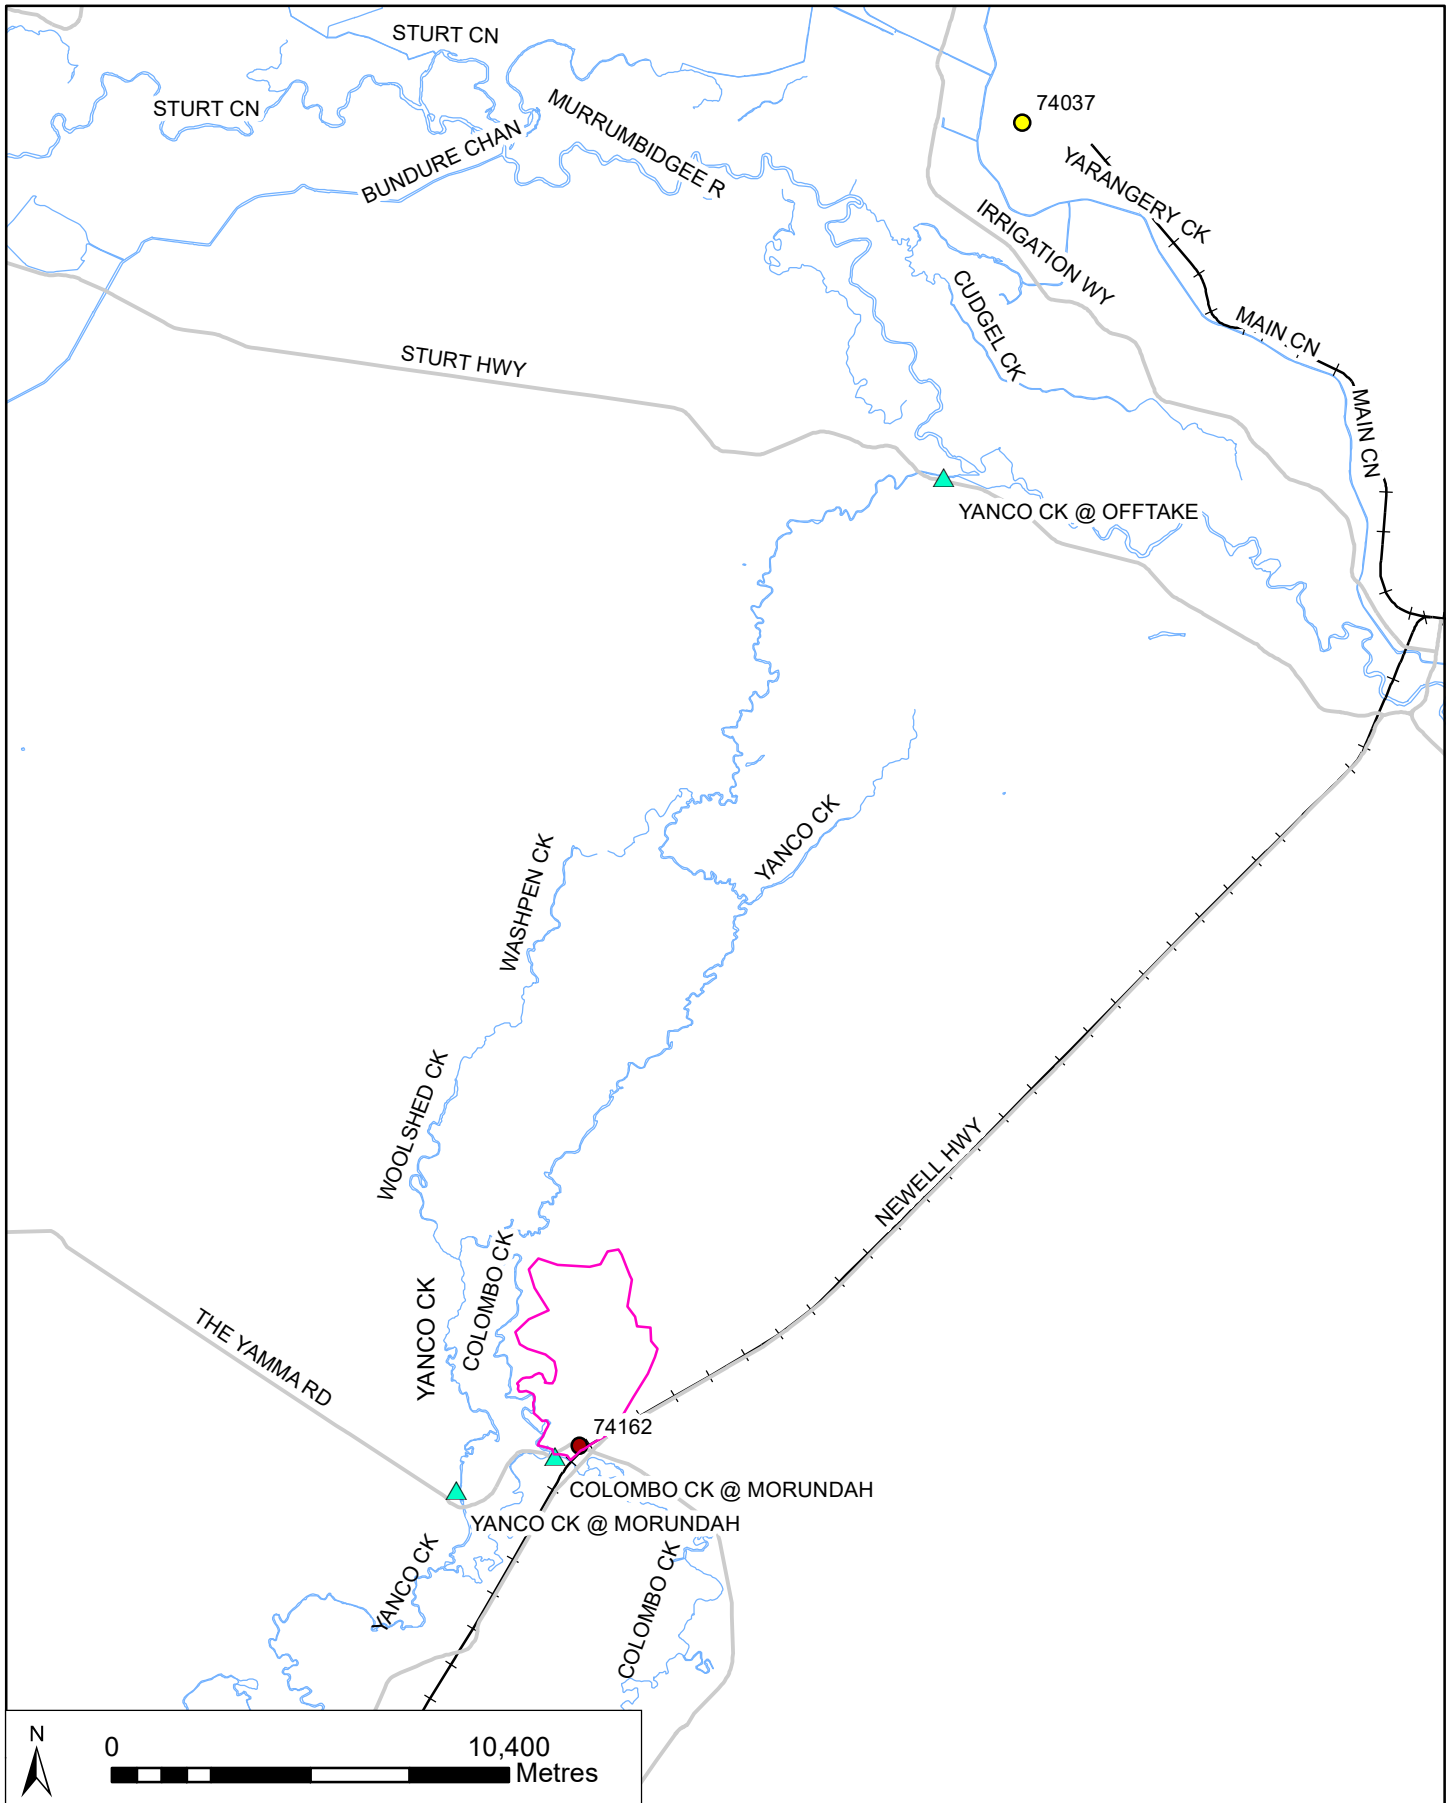 STURT CN
STURT CN
MURRUMBIDGEE R
74037
BUNDURE CHAN
YARANGERY CK
IRRIGATION WY
CUDGEL CK
MAIN CN
STURT HWY
MAIN CN
YANCO CK @ OFFTAKE
YANCO CK
WASHPEN CK
WOOLSHED CK
NEWELL HWY
COLOMBO CK
YANCO CK
THE YAMMA RD
74162
COLOMBO CK @ MORUNDAH
YANCO CK @ MORUNDAH
YANCO CK
COLOMBO CK
N
0
10,400
Metres